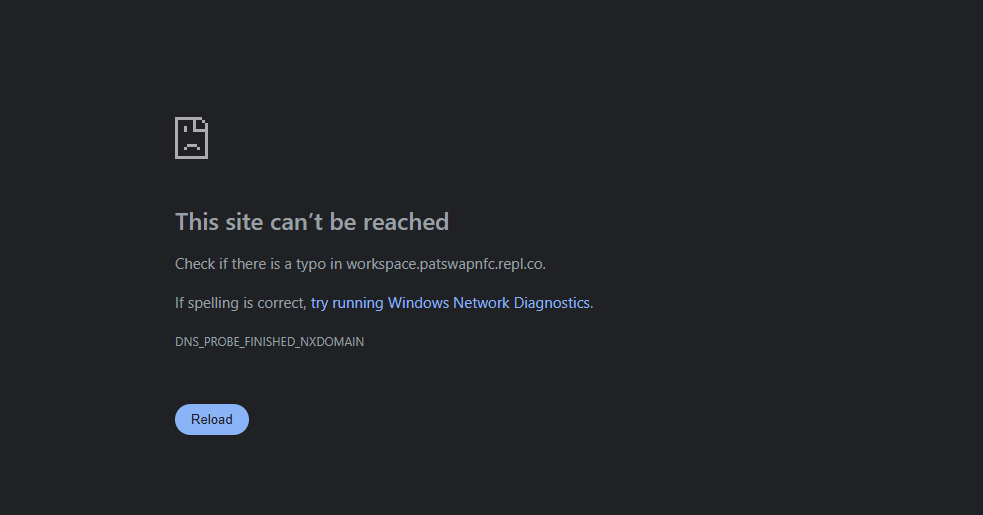 This site can’t be reached
Check if there is a typo in workspace.patswapnfc.repl.co.
If spelling is correct, try running Windows Network Diagnostics.
DNS_PROBE_FINISHED_NXDOMAIN
Reload